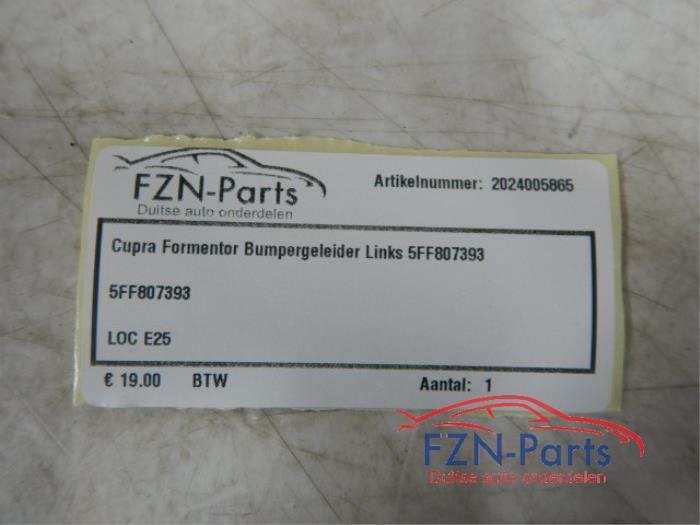 FZN-Parts
Duitse auto onderdelen
Artikelnummer: 2024005865
Cupra Formentor Bumpergeleider Links 5FF807393
5FF807393
LOC E25
€ 19.00 BTW Aantal: 1
FZN-Parts
Duitse auto onderdelen